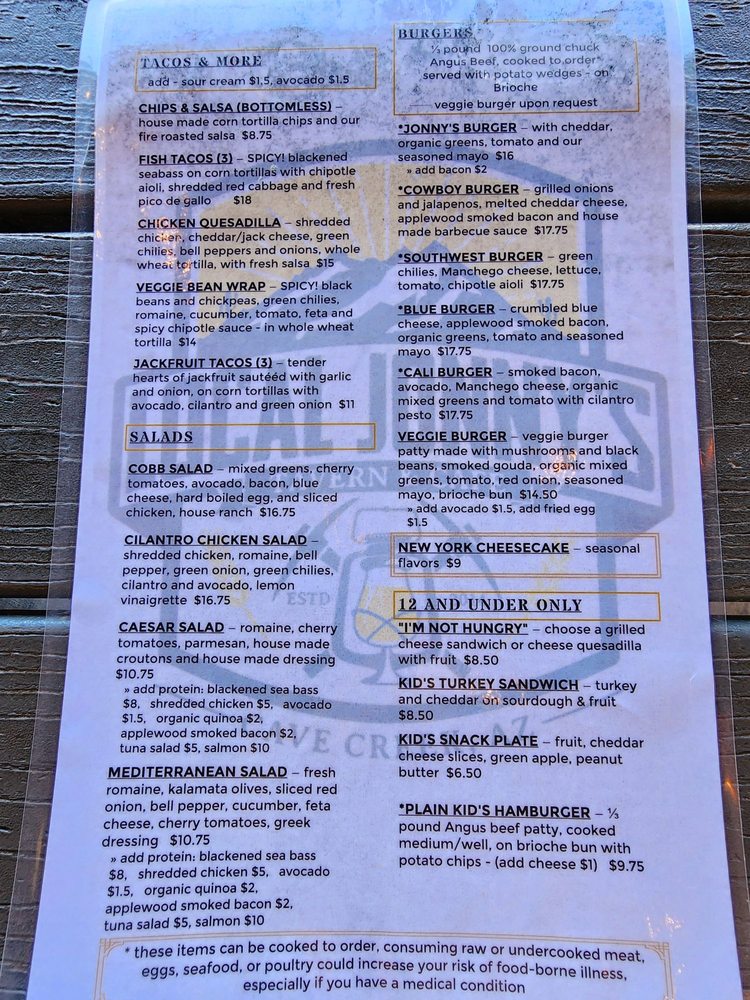 TACOS & MORE
add - sour cream $1.5, avocado $1.5
CHIPS & SALSA (BOTTOMLESS) –
house made corn tortilla chips and our
fire roasted salsa $8.75
FISH TACOS (3) – SPICY! blackened
seabass on corn tortillas with chipotle
aioli, shredded red cabbage and fresh
pico de gallo $18
CHICKEN QUESADILLA – shredded
chicken, cheddar/jack cheese, green
chilies, bell peppers and onions, whole
wheat tortilla, with fresh salsa $15
VEGGIE BEAN WRAP – SPICY! black
beans and chickpeas, green chilies,
romaine, cucumber, tomato, feta and
spicy chipotle sauce - in whole wheat
tortilla $14
JACKFRUIT TACOS (3) – tender
hearts of jackfruit sautééd with garlic
and onion, on corn tortillas with
avocado, cilantro and green onion $11
SALADS
COBB SALAD – mixed greens, cherry
tomatoes, avocado, bacon, blue
cheese, hard boiled egg, and sliced
chicken, house ranch $16.75
CILANTRO CHICKEN SALAD –
shredded chicken, romaine, bell
pepper, green onion, green chilies,
cilantro and avocado, lemon
vinaigrette $16.75
CAESAR SALAD – romaine, cherry
tomatoes, parmesan, house made
croutons and house made dressing
$10.75
» add protein: blackened sea bass
$8, shredded chicken $5, avocado
$1.5, organic quinoa $2,
applewood smoked bacon $2,
tuna salad $5, salmon $10
MEDITERRANEAN SALAD – fresh
romaine, kalamata olives, sliced red
onion, bell pepper, cucumber, feta
cheese, cherry tomatoes, greek
dressing $10.75
» add protein: blackened sea bass
$8, shredded chicken $5, avocado
$1.5, organic quinoa $2,
applewood smoked bacon $2,
tuna salad $5, salmon $10
BURGERS
⅓ pound 100% ground chuck
Angus Beef, cooked to order*
served with potato wedges - on
Brioche
veggie burger upon request
*JONNY'S BURGER – with cheddar,
organic greens, tomato and our
seasoned mayo $16
» add bacon $2
*COWBOY BURGER – grilled onions
and jalapenos, melted cheddar cheese,
applewood smoked bacon and house
made barbecue sauce $17.75
*SOUTHWEST BURGER – green
chilies, Manchego cheese, lettuce,
tomato, chipotle aioli $17.75
*BLUE BURGER – crumbled blue
cheese, applewood smoked bacon,
organic greens, tomato and seasoned
mayo $17.75
*CALI BURGER – smoked bacon,
avocado, Manchego cheese, organic
mixed greens and tomato with cilantro
pesto $17.75
VEGGIE BURGER – veggie burger
patty made with mushrooms and black
beans, smoked gouda, organic mixed
greens, tomato, red onion, seasoned
mayo, brioche bun $14.50
» add avocado $1.5, add fried egg
$1.5
NEW YORK CHEESECAKE – seasonal
flavors $9
12 AND UNDER ONLY
"I'M NOT HUNGRY" – choose a grilled
cheese sandwich or cheese quesadilla
with fruit $8.50
KID'S TURKEY SANDWICH – turkey
and cheddar on sourdough & fruit
$8.50
KID'S SNACK PLATE – fruit, cheddar
cheese slices, green apple, peanut
butter $6.50
*PLAIN KID'S HAMBURGER – ⅓
pound Angus beef patty, cooked
medium/well, on brioche bun with
potato chips - (add cheese $1) $9.75
* these items can be cooked to order, consuming raw or undercooked meat,
eggs, seafood, or poultry could increase your risk of food-borne illness,
especially if you have a medical condition
LOCAL JONNY'S
ESTD